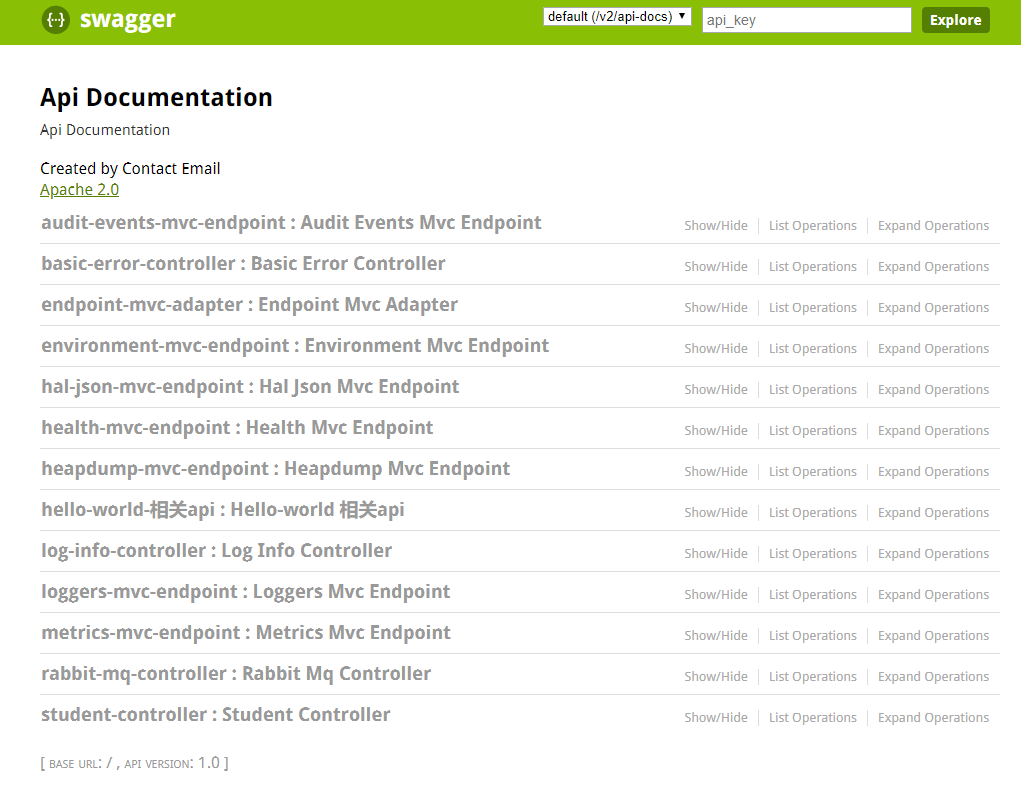 swagger default (/v2/api-docs) api_key Explore
Api Documentation
Api Documentation
Created by Contact Email
Apache 2.0
audit-events-mvc-endpoint : Audit Events Mvc Endpoint Show/Hide List Operations Expand Operations
basic-error-controller : Basic Error Controller Show/Hide List Operations Expand Operations
endpoint-mvc-adapter : Endpoint Mvc Adapter Show/Hide List Operations Expand Operations
environment-mvc-endpoint : Environment Mvc Endpoint Show/Hide List Operations Expand Operations
hal-json-mvc-endpoint : Hal Json Mvc Endpoint Show/Hide List Operations Expand Operations
health-mvc-endpoint : Health Mvc Endpoint Show/Hide List Operations Expand Operations
heapdump-mvc-endpoint : Heapdump Mvc Endpoint Show/Hide List Operations Expand Operations
hello-world-相关api : Hello-world 相关api Show/Hide List Operations Expand Operations
log-info-controller : Log Info Controller Show/Hide List Operations Expand Operations
loggers-mvc-endpoint : Loggers Mvc Endpoint Show/Hide List Operations Expand Operations
metrics-mvc-endpoint : Metrics Mvc Endpoint Show/Hide List Operations Expand Operations
rabbit-mq-controller : Rabbit Mq Controller Show/Hide List Operations Expand Operations
student-controller : Student Controller Show/Hide List Operations Expand Operations
[ BASE URL: / , API VERSION: 1.0 ]